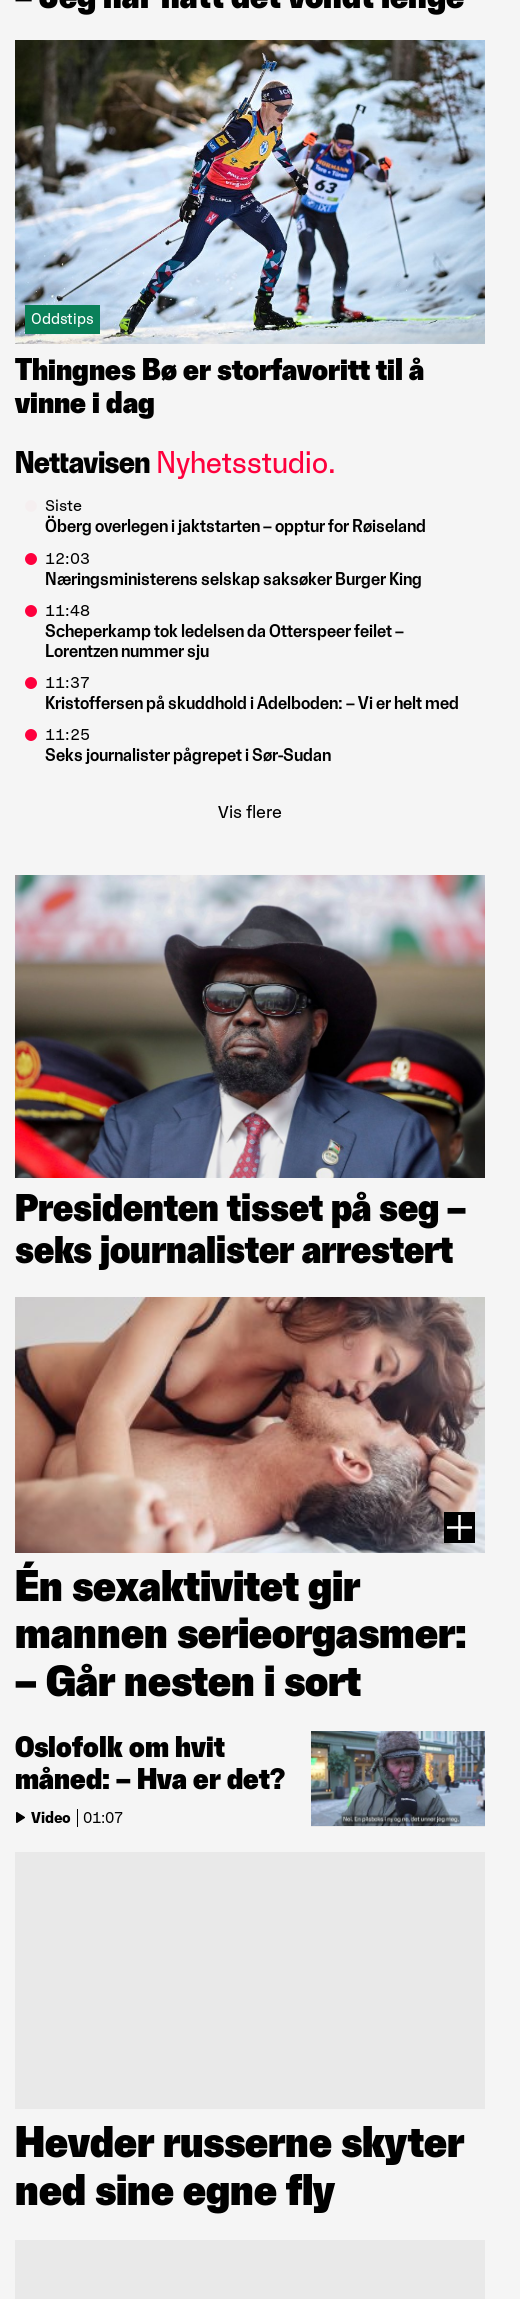 – Jeg har hatt det vondt lenge
63
Oddstips
Thingnes Bø er storfavoritt til å
vinne i dag
Nettavisen Nyhetsstudio.
Siste
Öberg overlegen i jaktstarten – opptur for Røiseland
12:03
Næringsministerens selskap saksøker Burger King
11:48
Scheperkamp tok ledelsen da Otterspeer feilet –
Lorentzen nummer sju
11:37
Kristoffersen på skuddhold i Adelboden: – Vi er helt med
11:25
Seks journalister pågrepet i Sør-Sudan
Vis flere
Presidenten tisset på seg –
seks journalister arrestert
Én sexaktivitet gir
mannen serieorgasmer:
– Går nesten i sort
Oslofolk om hvit
måned: – Hva er det?
Video | 01:07
Hevder russerne skyter
ned sine egne fly